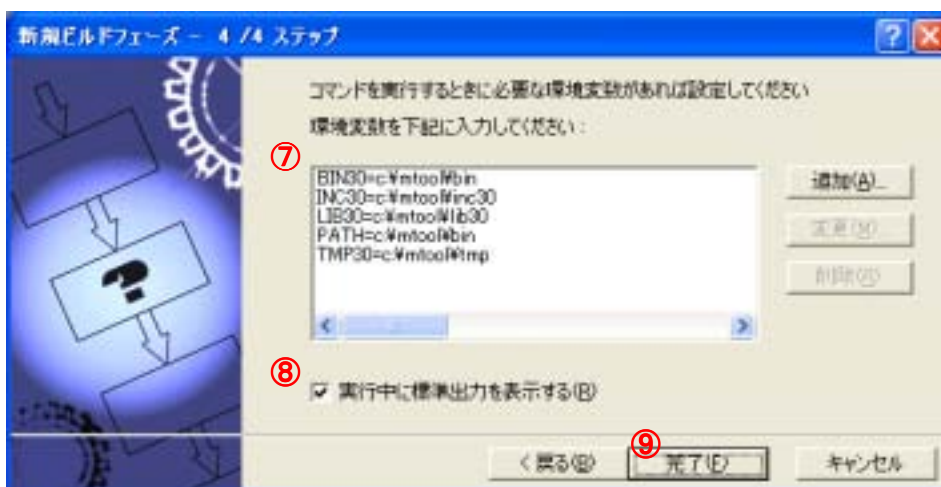 新規ビルドフェーズ - 4 /4 ステップ
コマンドを実行するときに必要な環境変数があれば設定してください
環境変数を下記に入力してください:
⑦
BIN30=c:¥mtool¥bin
INC30=c:¥mtool¥inc30
LIB30=c:¥mtool¥lib30
PATH=c:¥mtool¥bin
TMP30=c:¥mtool¥tmp
追加(A)...
変更(M)
削除(R)
⑧
実行中に標準出力を表示する(R)
⑨
< 戻る(B)
完了(E)
キャンセル